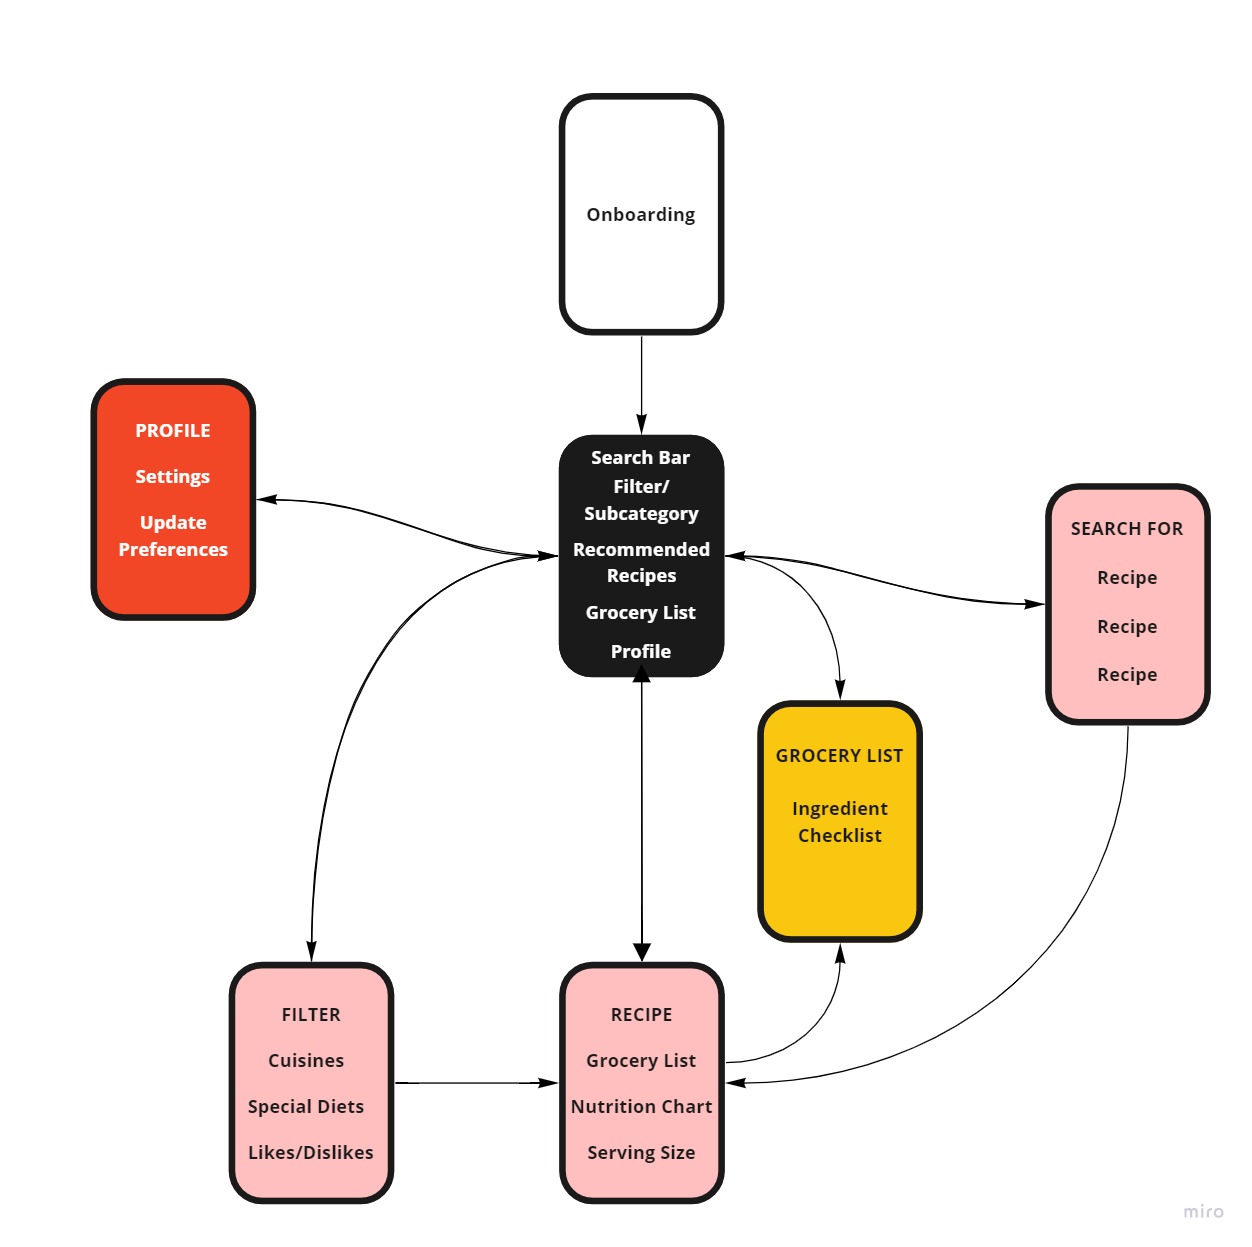 Onboarding
PROFILE
Settings
Update
Preferences
Search Bar
Filter/
Subcategory
Recommended
Recipes
Grocery List
Profile
SEARCH FOR
Recipe
Recipe
Recipe
GROCERY LIST
Ingredient
Checklist
FILTER
Cuisines
Special Diets
Likes/Dislikes
RECIPE
Grocery List
Nutrition Chart
Serving Size
miro